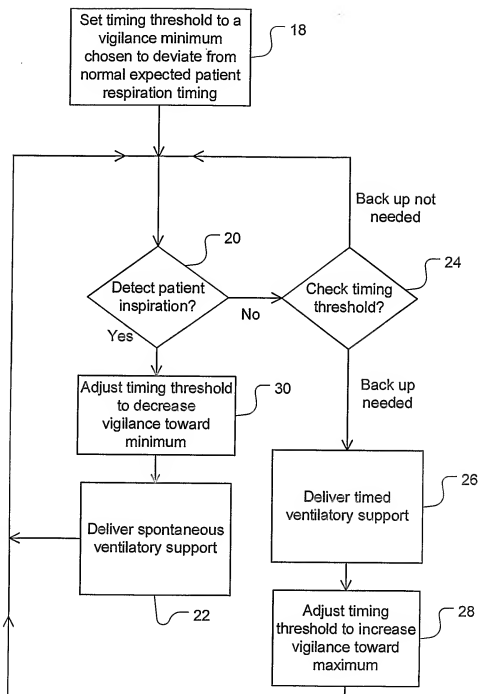 Set timing threshold to a
vigilance minimum
chosen to deviate from
normal expected patient
respiration timing
18
Back up not
needed
20
24
Detect patient
inspiration?
Check timing
threshold?
No
Yes
Adjust timing threshold
to decrease
vigilance toward
minimum
30
Back up
needed
Deliver spontaneous
ventilatory support
22
Deliver timed
ventilatory support
26
Adjust timing
threshold to increase
vigilance toward
maximum
28